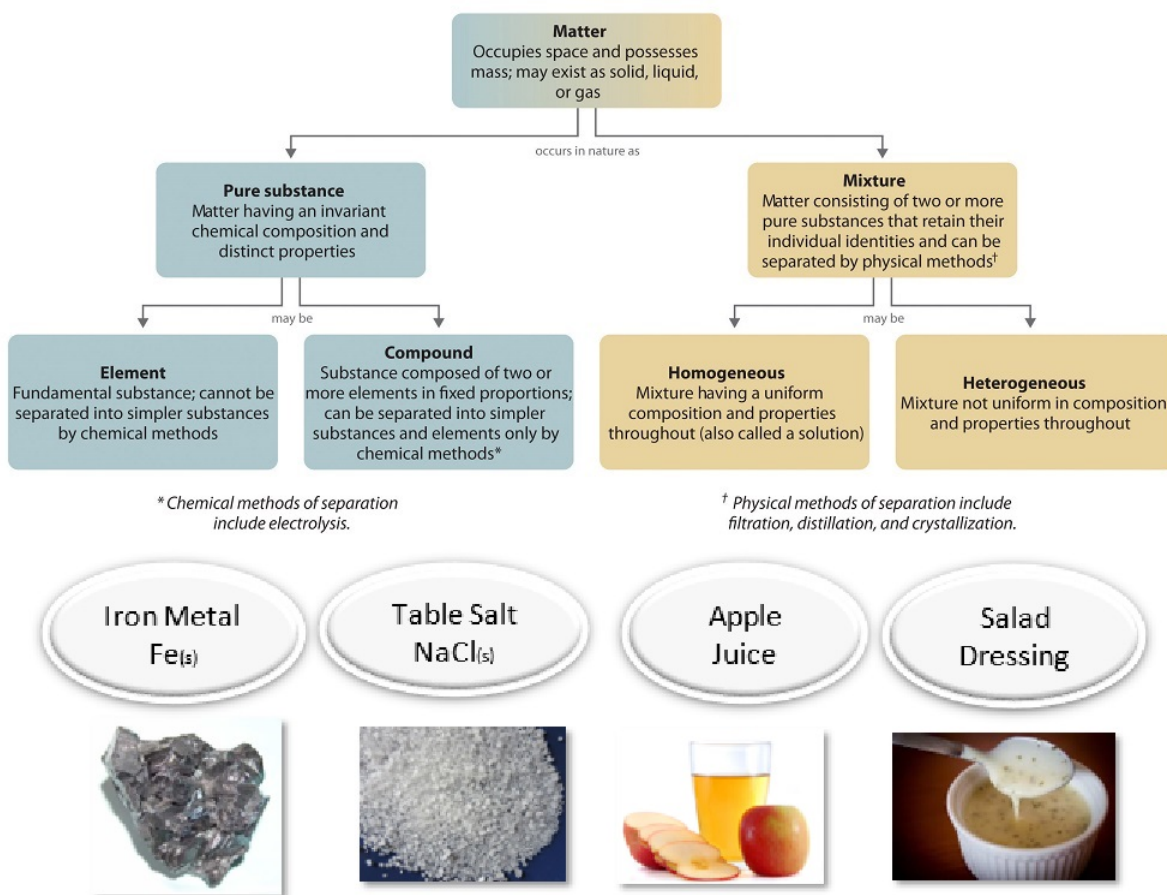 Matter
Occupies space and possesses
mass; may exist as solid, liquid,
or gas
occurs in nature as
Pure substance
Matter having an invariant
chemical composition and
distinct properties
Mixture
Matter consisting of two or more
pure substances that retain their
individual identities and can be
separated by physical methods†
may be
may be
Element
Fundamental substance; cannot be
separated into simpler substances
by chemical methods
Compound
Substance composed of two or
more elements in fixed proportions;
can be separated into simpler
substances and elements only by
chemical methods*
Homogeneous
Mixture having a uniform
composition and properties
throughout (also called a solution)
Heterogeneous
Mixture not uniform in composition
and properties throughout
* Chemical methods of separation
include electrolysis.
† Physical methods of separation include
filtration, distillation, and crystallization.
Iron Metal
Fe(s)
Table Salt
NaCl(s)
Apple
Juice
Salad
Dressing